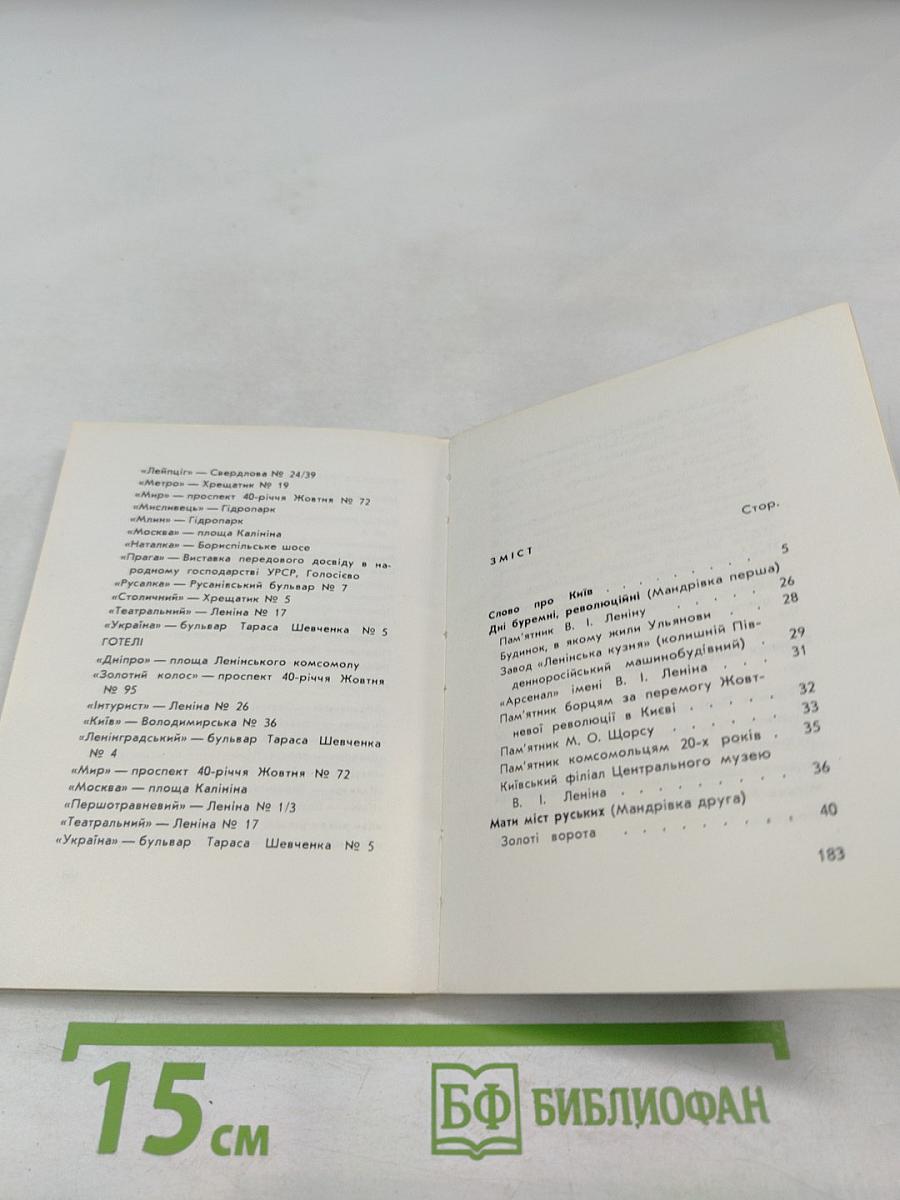 «Лейпціг» — Свердлова № 24/39
«Метро» — Хрещатик № 19
«Мир» — проспект 40-річчя Жовтня № 72
«Мисливець» — Гідропарк
«Млин» — Гідропарк
«Москва» — площа Калініна
«Наталка» — Бориспільське шосе
«Прага» — Виставка передового досвіду в на-
родному господарстві УРСР, Голосієво
«Русалка» — Русанівський бульвар № 7
«Столичний» — Хрещатик № 5
«Театральний» — Леніна № 17
«Україна» — бульвар Тараса Шевченка № 5
ГОТЕЛІ
«Дніпро» — площа Ленінського комсомолу
«Золотий колос» — проспект 40-річчя Жовтня
№ 95
«Інтурист» — Леніна № 26
«Київ» — Володимирська № 36
«Ленінградський» — бульвар Тараса Шевченка
№ 4
«Мир» — проспект 40-річчя Жовтня № 72
«Москва» — площа Калініна
«Першотравневий» — Леніна № 1/3
«Театральний» — Леніна № 17
«Україна» — бульвар Тараса Шевченка № 5
Стор.
ЗМІСТ
Слово про Київ . . . . . . . . . 5
Дні буремні, революційні (Мандрівка перша)
Пам'ятник В. І. Леніну . . . . . . 26
Будинок, в якому жили Ульянови . . 28
Завод «Ленінська кузня» (колишній Пів-
денноросійський машинобудівний) . 29
«Арсенал» імені В. І. Леніна . . . 31
Пам'ятник борцям за перемогу Жовт-
невої революції в Києві . . . . . 32
Пам'ятник М. О. Щорсу . . . . . . 33
Пам'ятник комсомольцям 20-х років . 35
Київський філіал Центрального музею
В. І. Леніна . . . . . . . . . 36
Мати міст руських (Мандрівка друга)
Золоті ворота . . . . . . . . . 40
183
15 см
БФ БИБЛИОФАН